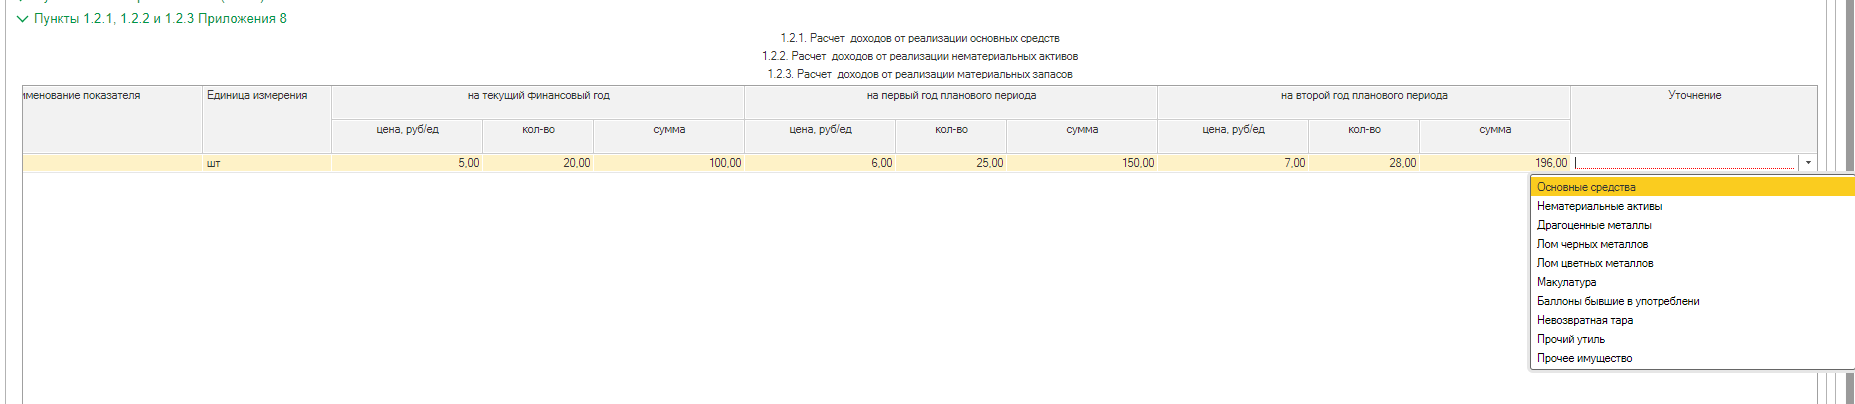 Пункты 1.2.1, 1.2.2 и 1.2.3 Приложения 8
1.2.1. Расчет доходов от реализации основных средств
1.2.2. Расчет доходов от реализации нематериальных активов
1.2.3. Расчет доходов от реализации материальных запасов
именование показателя Единица измерения на текущий финансовый год на первый год планового периода на второй год планового периода Уточнение
цена, руб/ед кол-во сумма цена, руб/ед кол-во сумма цена, руб/ед кол-во сумма
шт 5,00 20,00 100,00 6,00 25,00 150,00 7,00 28,00 196,00
Основные средства
Нематериальные активы
Драгоценные металлы
Лом черных металлов
Лом цветных металлов
Макулатура
Баллоны бывшие в употреблени
Невозвратная тара
Прочий утиль
Прочее имущество